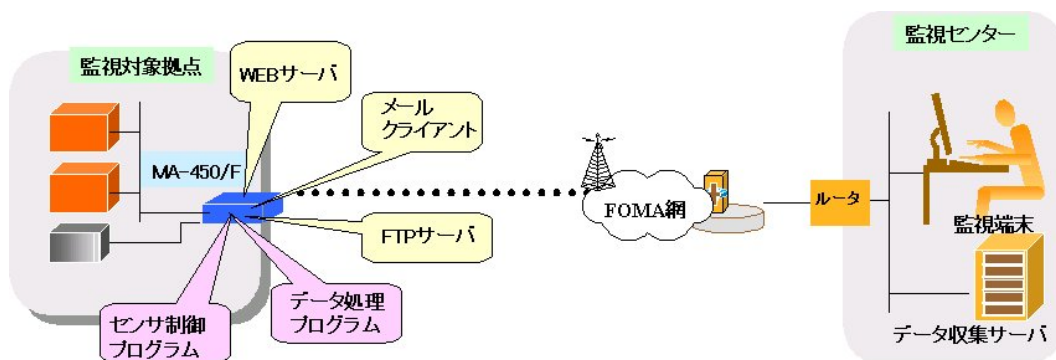 監視対象拠点
WEBサーバ
メール
クライアント
MA-450/F
FTPサーバ
データ処理
プログラム
センサ制御
プログラム
FOMA網
ルータ
監視センター
監視端末
データ収集サーバ